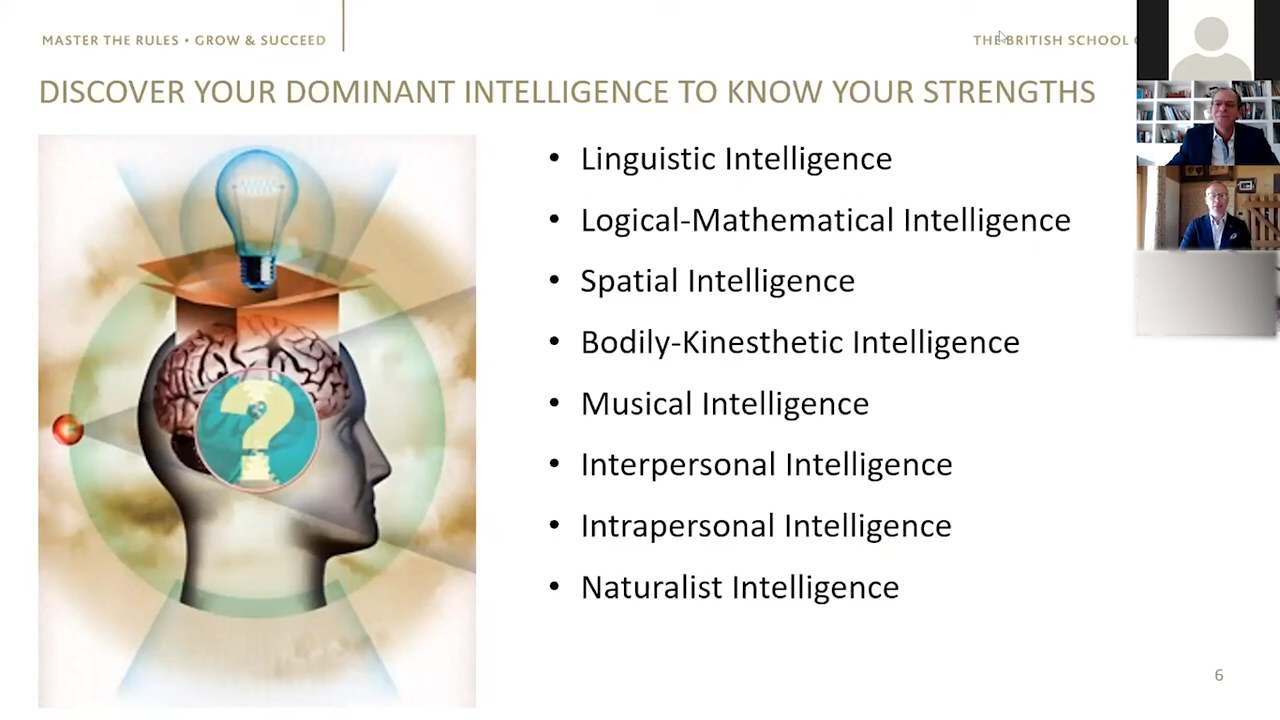 MASTER THE RULES • GROW & SUCCEED
THE BRITISH SCHOOL
DISCOVER YOUR DOMINANT INTELLIGENCE TO KNOW YOUR STRENGTHS
• Linguistic Intelligence
• Logical-Mathematical Intelligence
• Spatial Intelligence
• Bodily-Kinesthetic Intelligence
• Musical Intelligence
• Interpersonal Intelligence
• Intrapersonal Intelligence
• Naturalist Intelligence
?
6